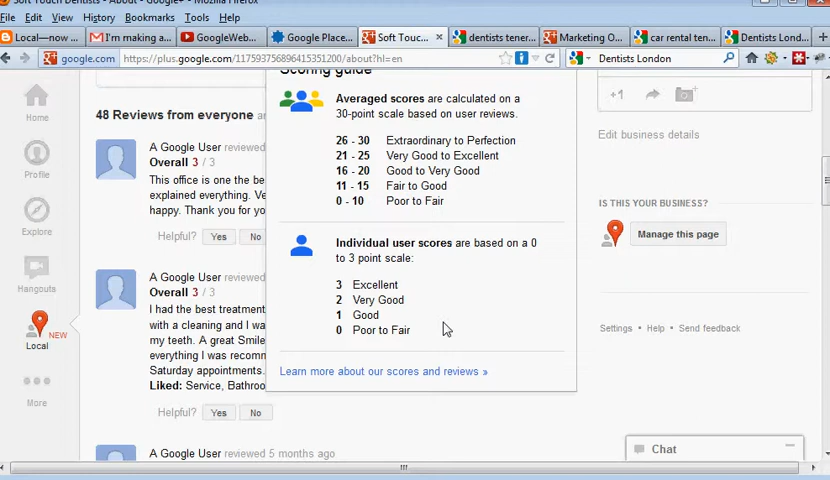 Soft Touch Dentists - About - Google+ - Mozilla Firefox
File Edit View History Bookmarks Tools Help
Local—now ... I'm making a... GoogleWeb... Google Place... Soft Touc... dentists tener... Marketing O... car rental ten... Dentists Lond...
google.com https://plus.google.com/117593756896415351200/about?hl=en Dentists London
Scoring guide
48 Reviews from everyone
Averaged scores are calculated on a
30-point scale based on user reviews.
26 - 30 Extraordinary to Perfection
21 - 25 Very Good to Excellent
16 - 20 Good to Very Good
11 - 15 Fair to Good
0 - 10 Poor to Fair
Individual user scores are based on a 0
to 3 point scale:
3 Excellent
2 Very Good
1 Good
0 Poor to Fair
Learn more about our scores and reviews »
Home
Profile
Explore
Hangouts
NEW
Local
More
A Google User reviewed
Overall 3 / 3
This office is one the be
explained everything. Ve
happy. Thank you for yo
Helpful? Yes No
A Google User reviewed
Overall 3 / 3
I had the best treatment
with a cleaning and I wa
my teeth. A great Smile
everything I was recomm
Saturday appointments.
Liked: Service, Bathroo
Helpful? Yes No
A Google User reviewed 5 months ago
+1
Edit business details
IS THIS YOUR BUSINESS?
Manage this page
Settings • Help • Send feedback
Chat